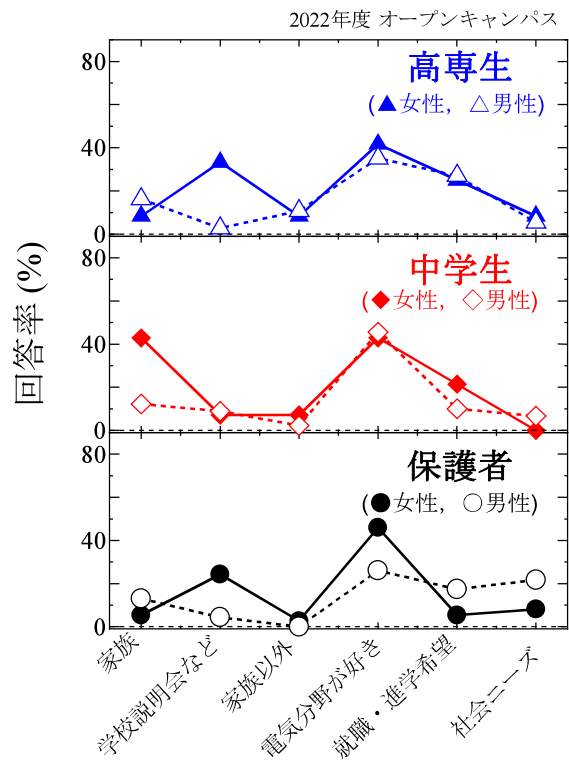 2022年度 オープンキャンパス
80
40
0
高専生
(▲女性, △男性)
80
40
0
中学生
(◆女性, ◇男性)
80
40
0
保護者
(●女性, ○男性)
回答率 (%)
家族
学校説明会など
家族以外
電気分野が好き
就職・進学希望
社会ニーズ